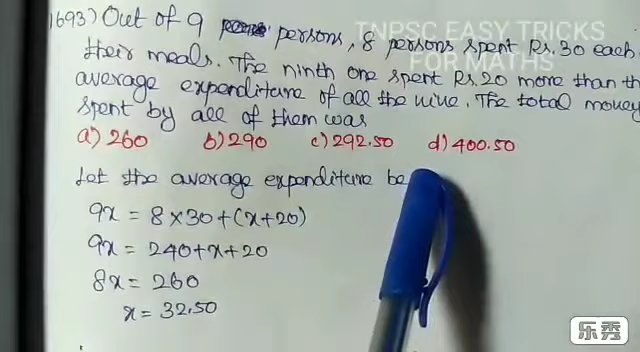 1693) Out of 9 persons, 8 persons spent Rs. 30 each
their meals. The ninth one spent Rs. 20 more than th
average expenditure of all the nine. The total money
spent by all of them was
a) 260 b) 290 c) 292.50 d) 400.50
Let the average expenditure be
9x = 8×30+(x+20)
9x = 240+x+20
8x = 260
x = 32.50
TNPSC EASY TRICKS
FOR MATHS
乐秀